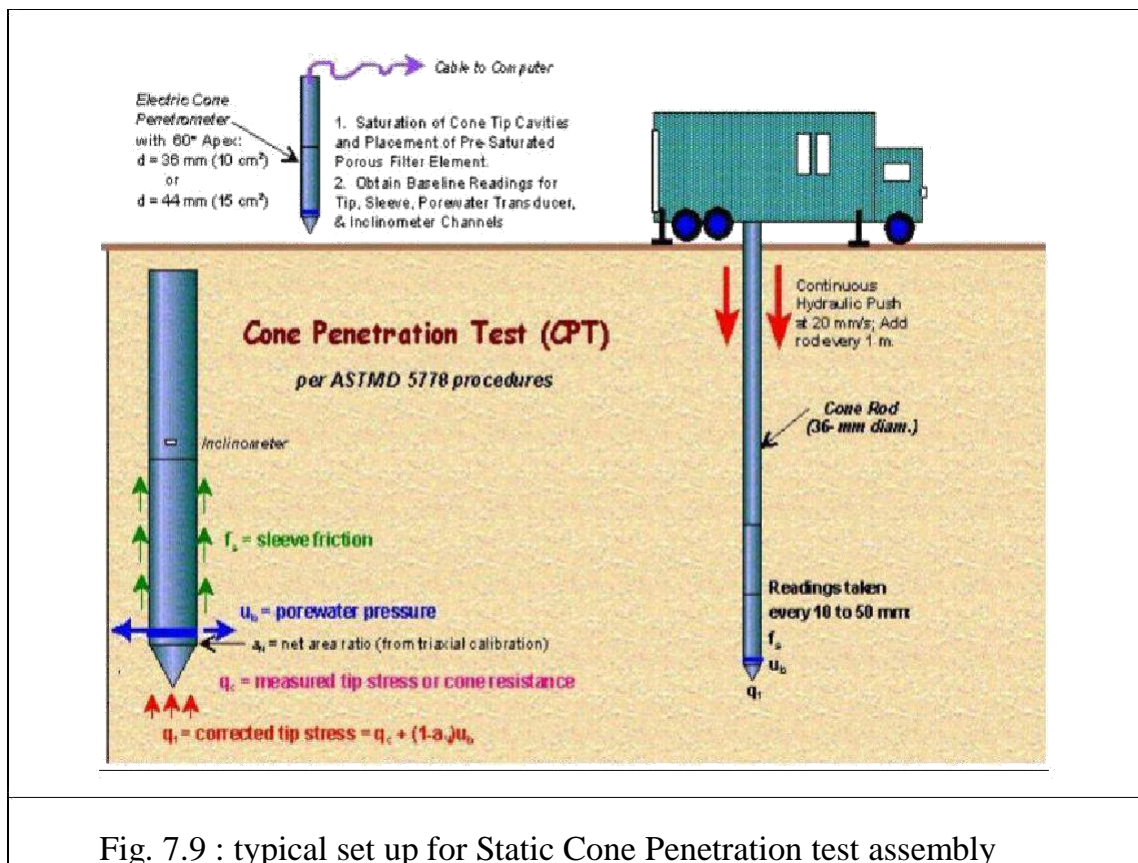 Cable to Computer
Electric Cone
Penetrometer
with 60° Apex:
d = 36 mm (10 cm²)
or
d = 44 mm (15 cm²)
1. Saturation of Cone Tip Cavities
and Placement of Pre-Saturated
Porous Filter Element.
2. Obtain Baseline Readings for
Tip, Sleeve, Porewater Transducer,
& Inclinometer Channels
Continuous
Hydraulic Push
at 20 mm/s; Add
rod every 1 m.
Cone Penetration Test (CPT)
per ASTMD 5778 procedures
Cone Rod
(36- mm diam.)
Inclinometer
fs = sleeve friction
ub = porewater pressure
an = net area ratio (from triaxial calibration)
qc = measured tip stress or cone resistance
qt = corrected tip stress = qc + (1-an)ub
Readings taken
every 10 to 50 mm:
fs
ub
qt
Fig. 7.9 : typical set up for Static Cone Penetration test assembly